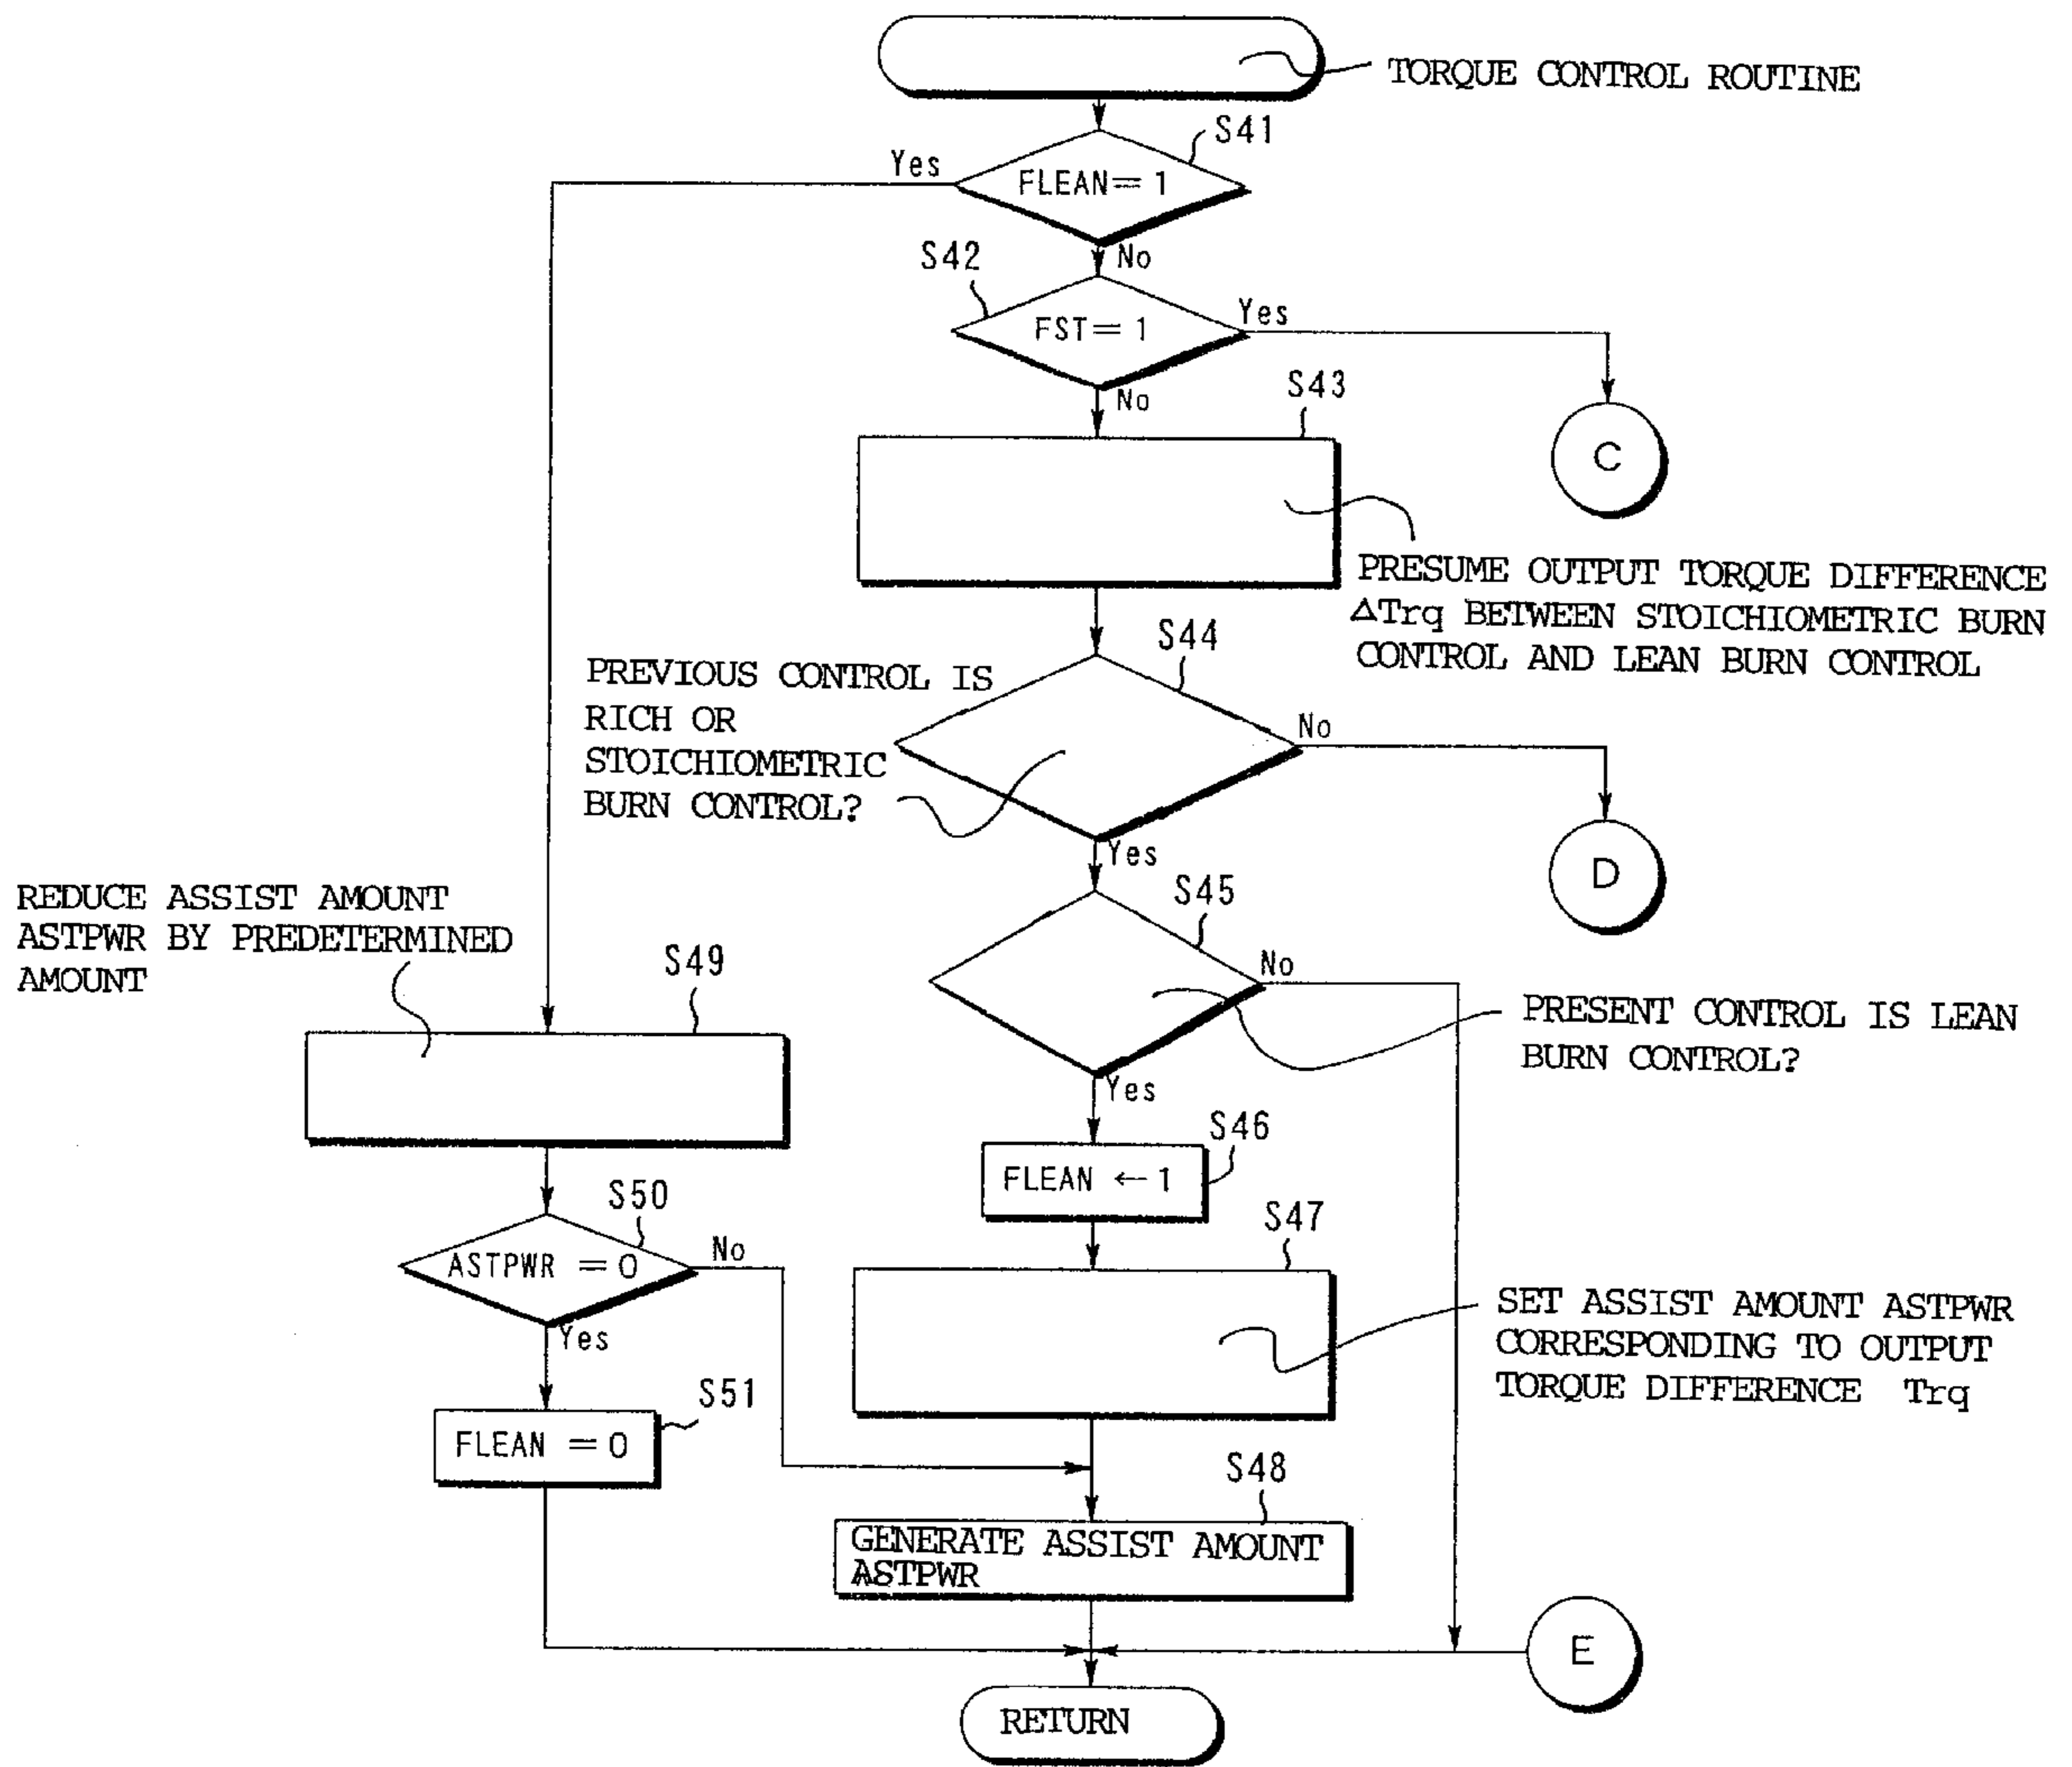 TORQUE CONTROL ROUTINE
S41
Yes
FLEAN= 1
No
S42
FST= 1
Yes
No
C
S43
PRESUME OUTPUT TORQUE DIFFERENCE
ΔTrq BETWEEN STOICHIOMETRIC BURN
CONTROL AND LEAN BURN CONTROL
S44
PREVIOUS CONTROL IS
RICH OR
STOICHIOMETRIC
BURN CONTROL?
No
D
Yes
S45
No
PRESENT CONTROL IS LEAN
BURN CONTROL?
Yes
S46
FLEAN ← 1
S47
SET ASSIST AMOUNT ASTPWR
CORRESPONDING TO OUTPUT
TORQUE DIFFERENCE Trq
REDUCE ASSIST AMOUNT
ASTPWR BY PREDETERMINED
AMOUNT
S49
S50
ASTPWR = 0
No
Yes
S51
FLEAN = 0
S48
GENERATE ASSIST AMOUNT
ASTPWR
E
RETURN